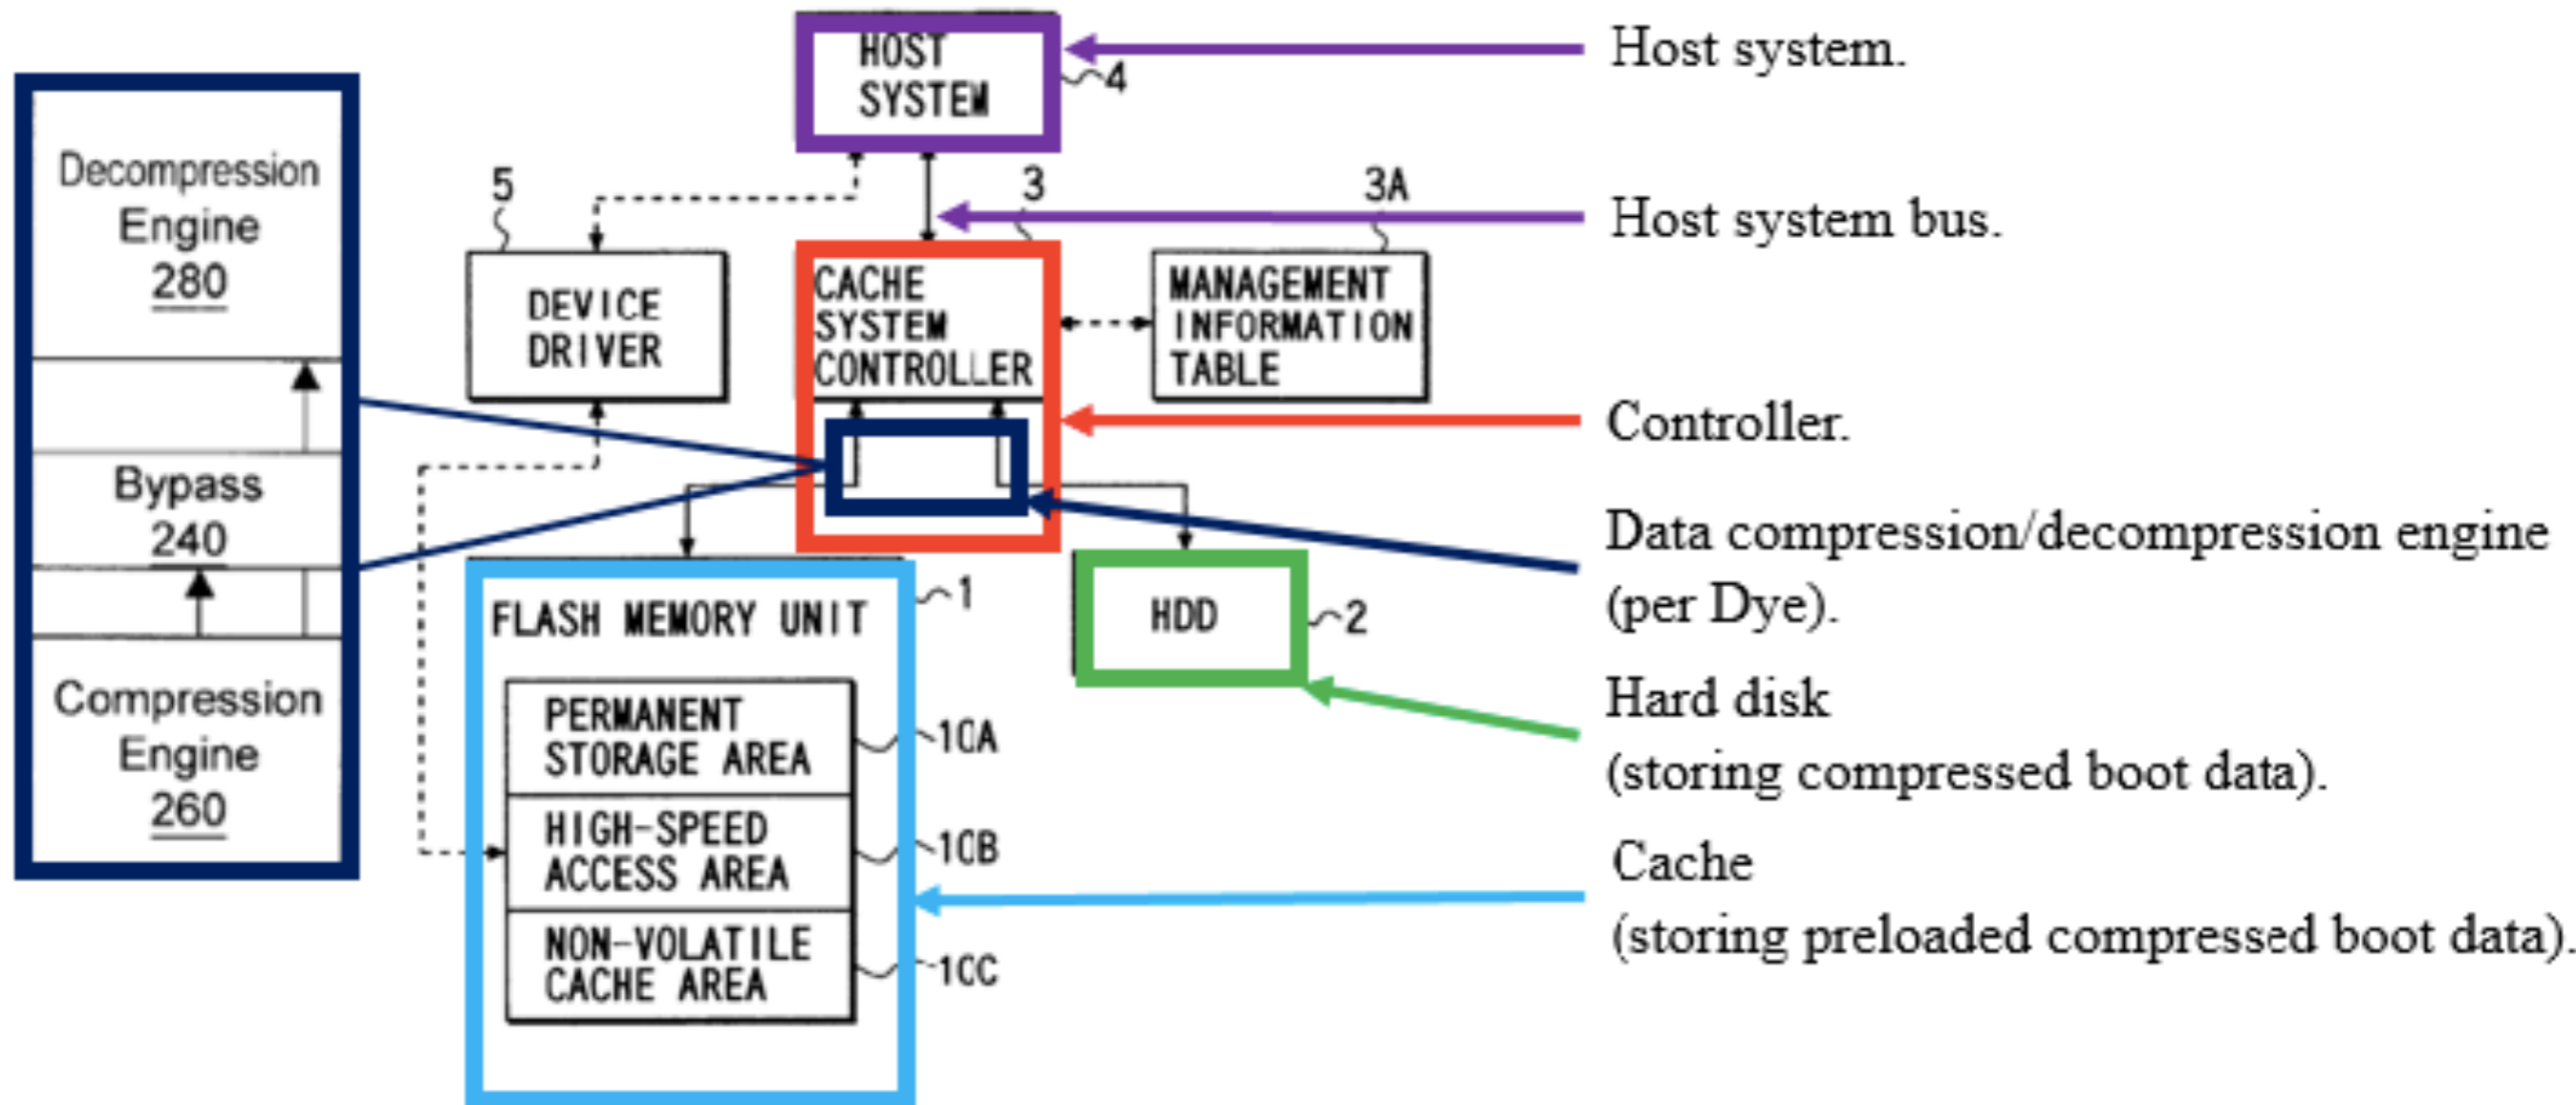 HOST
SYSTEM
4
Host system.
Decompression
Engine
280
Bypass
240
Compression
Engine
260
5
3
3A
Host system bus.
DEVICE
DRIVER
CACHE
SYSTEM
CONTROLLER
MANAGEMENT
INFORMATION
TABLE
Controller.
Data compression/decompression engine
(per Dye).
FLASH MEMORY UNIT
1
HDD
2
Hard disk
(storing compressed boot data).
PERMANENT
STORAGE AREA
10A
HIGH-SPEED
ACCESS AREA
10B
NON-VOLATILE
CACHE AREA
10C
Cache
(storing preloaded compressed boot data).